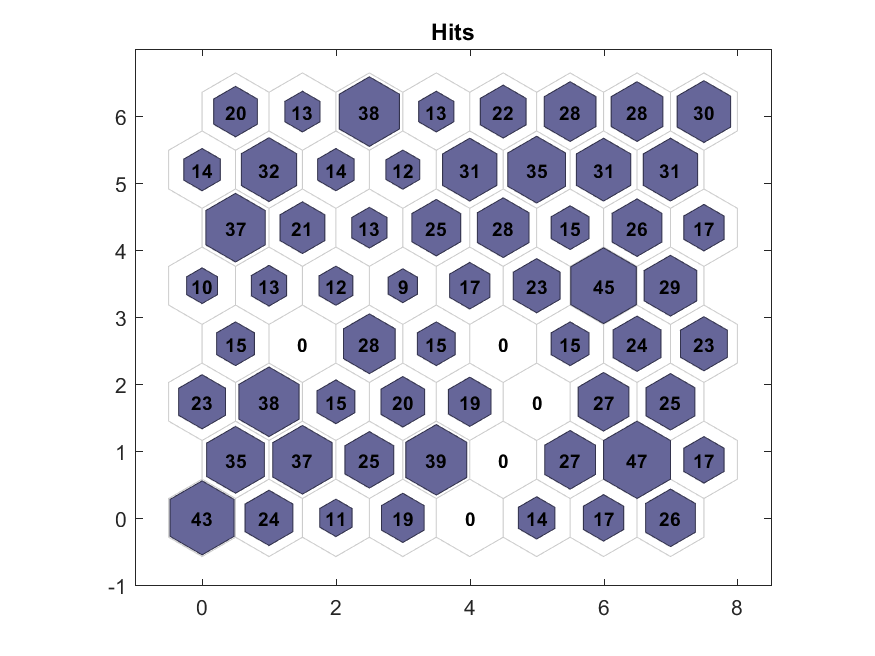 Hits
6 20 13 38 13 22 28 28 30
14 32 14 12 31 35 31 31
5
37 21 13 25 28 15 26 17
4
10 13 12 9 17 23 45 29
3
15 0 28 15 0 15 24 23
2
23 38 15 20 19 0 27 25
1
35 37 25 39 0 27 47 17
0 43 24 11 19 0 14 17 26
-1
0 2 4 6 8